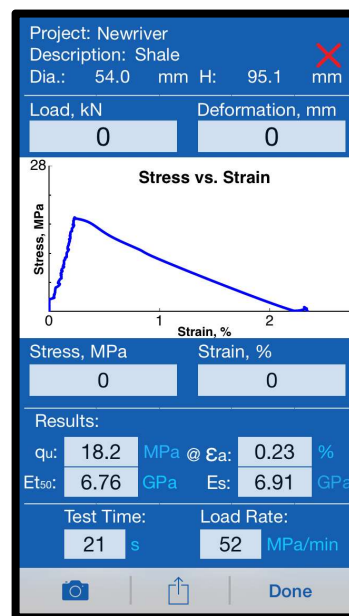 Project: Newriver
Description: Shale
Dia.: 54.0 mm H: 95.1 mm
Load, kN Deformation, mm
0 0
28
Stress vs. Strain
Stress, MPa
0 1 2
Strain, %
Stress, MPa Strain, %
0 0
Results:
qu: 18.2 MPa @ εa: 0.23 %
Et50: 6.76 GPa Es: 6.91 GPa
Test Time: Load Rate:
21 s 52 MPa/min
Done